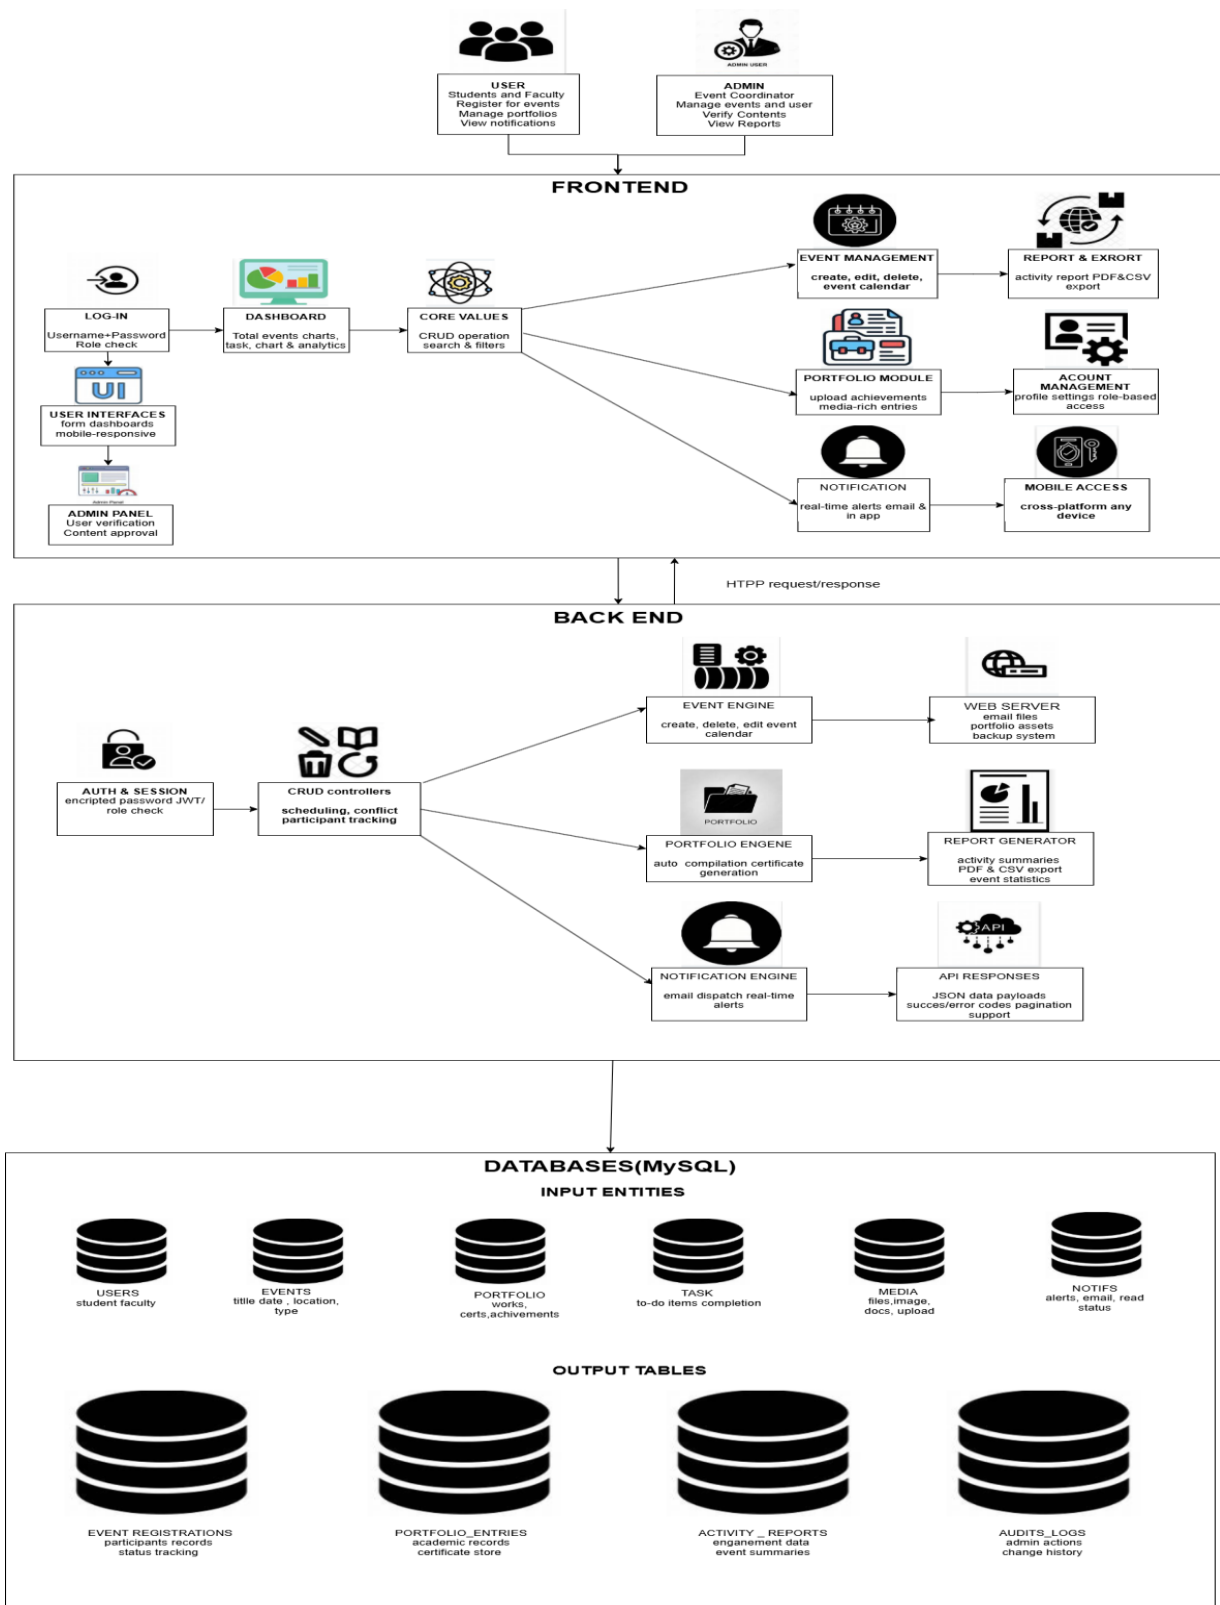 ADMIN USER
USER
Students and Faculty
Register for events
Manage portfolios
View notifications
ADMIN
Event Coordinator
Manage events and user
Verify Contents
View Reports
FRONTEND
LOG-IN
Username+Password
Role check
DASHBOARD
Total events charts,
task, chart & analytics
CORE VALUES
CRUD operation
search & filters
EVENT MANAGEMENT
create, edit, delete,
event calendar
REPORT & EXRORT
activity report PDF&CSV
export
UI
USER INTERFACES
form dashboards
mobile-responsive
PORTFOLIO MODULE
upload achievements
media-rich entries
ACOUNT
MANAGEMENT
profile settings role-based
access
Admin Panel
ADMIN PANEL
User verification
Content approval
NOTIFICATION
real-time alerts email &
in app
MOBILE ACCESS
cross-platform any
device
HTPP request/response
BACK END
AUTH & SESSION
encripted password JWT/
role check
CRUD controllers
scheduling, conflict
participant tracking
EVENT ENGINE
create, delete, edit event
calendar
WEB SERVER
email files
portfolio assets
backup system
PORTFOLIO
PORTFOLIO ENGENE
auto compilation certificate
generation
REPORT GENERATOR
activity summaries
PDF & CSV export
event statistics
NOTIFICATION ENGINE
email dispatch real-time
alerts
API
API RESPONSES
JSON data payloads
succes/error codes pagination
support
DATABASES(MySQL)
INPUT ENTITIES
USERS
student faculty
EVENTS
titlle date , location,
type
PORTFOLIO
works,
certs,achivements
TASK
to-do items completion
MEDIA
files,image,
docs, upload
NOTIFS
alerts, email, read
status
OUTPUT TABLES
EVENT REGISTRATIONS
participants records
status tracking
PORTFOLIO_ENTRIES
academic records
certificate store
ACTIVITY _ REPORTS
enganement data
event summaries
AUDITS_LOGS
admin actions
change history